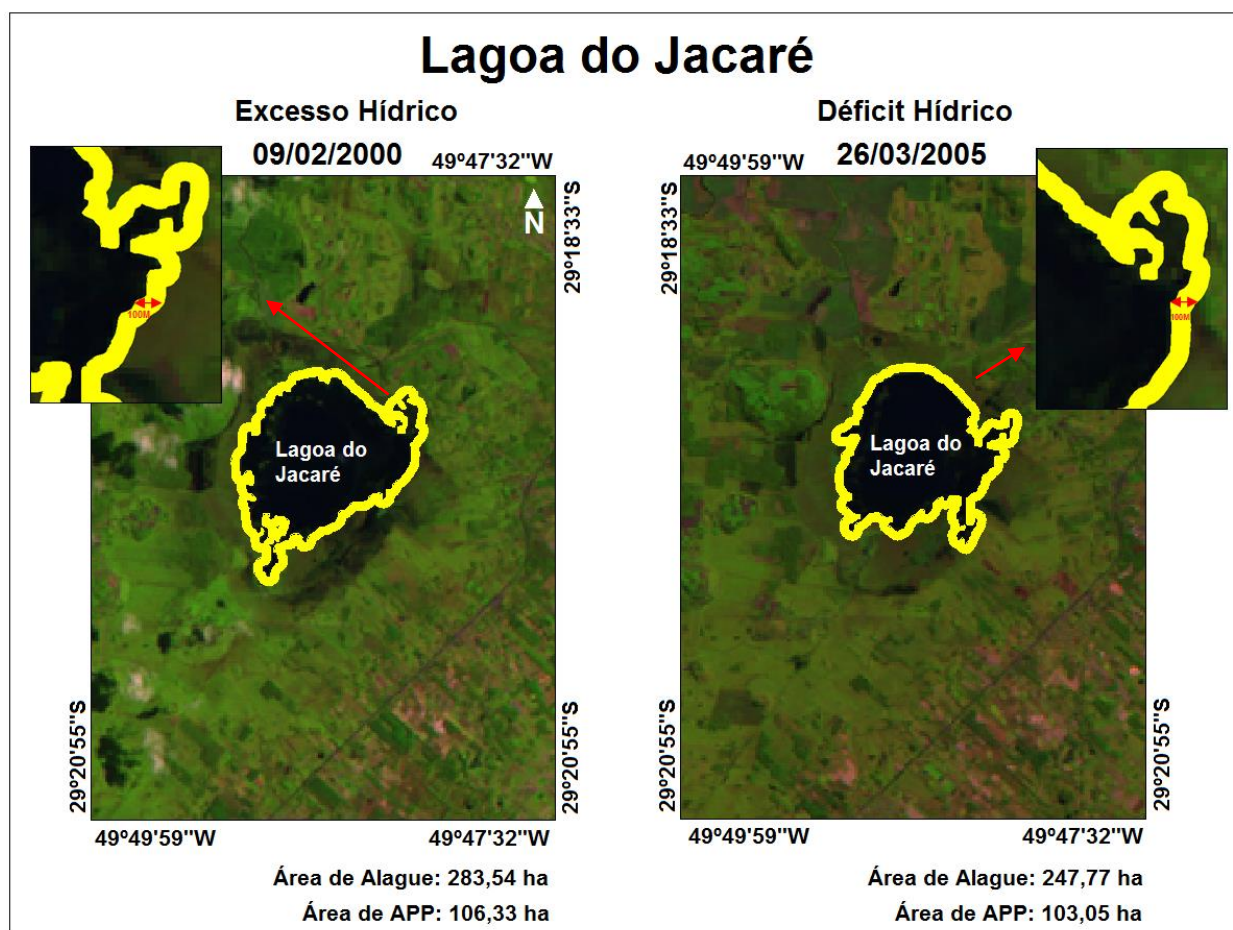 Lagoa do Jacaré
Excesso Hídrico
09/02/2000
49º47'32"W
29º18'33"S
N
100M
Lagoa do
Jacaré
29º20'55"S
29º20'55"S
49º49'59"W
49º47'32"W
Área de Alague: 283,54 ha
Área de APP: 106,33 ha
Déficit Hídrico
26/03/2005
49º49'59"W
29º18'33"S
100M
Lagoa do
Jacaré
29º20'55"S
29º20'55"S
49º49'59"W
49º47'32"W
Área de Alague: 247,77 ha
Área de APP: 103,05 ha